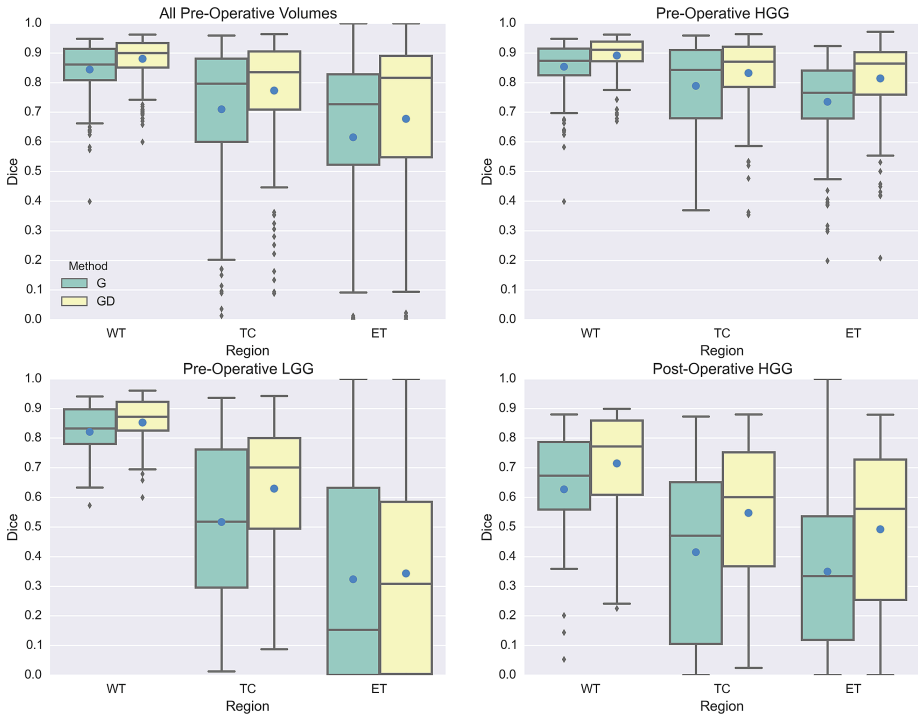 All Pre-Operative Volumes
1.0
0.9
0.8
0.7
0.6
0.5
0.4
0.3
0.2
0.1
0.0
Dice
Method
G
GD
WT TC ET
Region
Pre-Operative HGG
1.0
0.9
0.8
0.7
0.6
0.5
0.4
0.3
0.2
0.1
0.0
Dice
WT TC ET
Region
Pre-Operative LGG
1.0
0.9
0.8
0.7
0.6
0.5
0.4
0.3
0.2
0.1
0.0
Dice
WT TC ET
Region
Post-Operative HGG
1.0
0.9
0.8
0.7
0.6
0.5
0.4
0.3
0.2
0.1
0.0
Dice
WT TC ET
Region